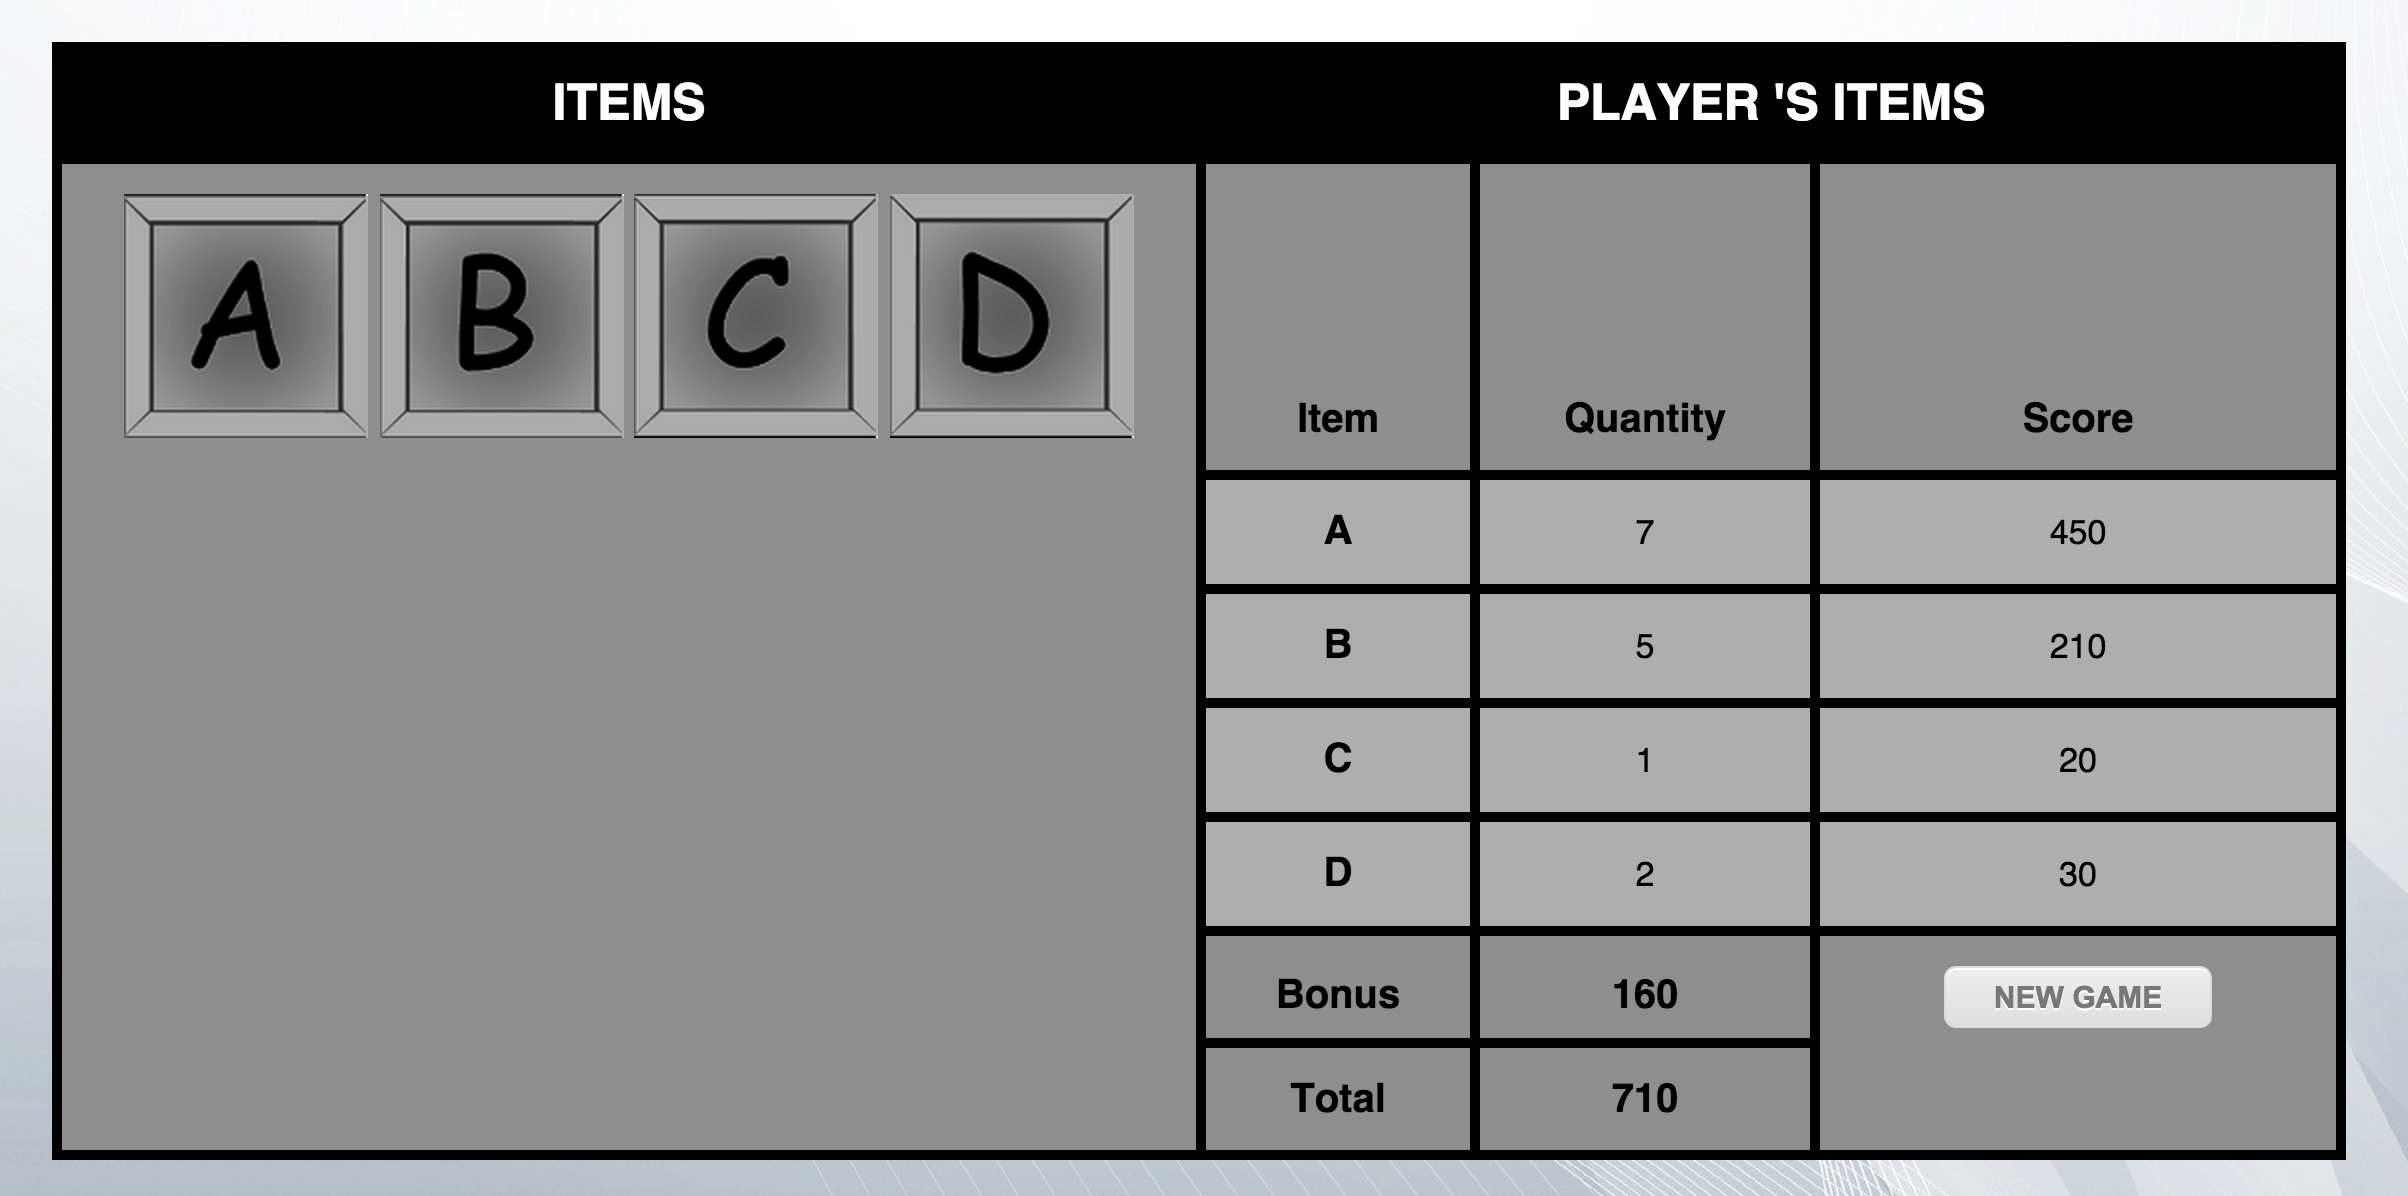 ITEMS
PLAYER 'S ITEMS
A B C D
Item Quantity Score
A 7 450
B 5 210
C 1 20
D 2 30
Bonus 160 NEW GAME
Total 710